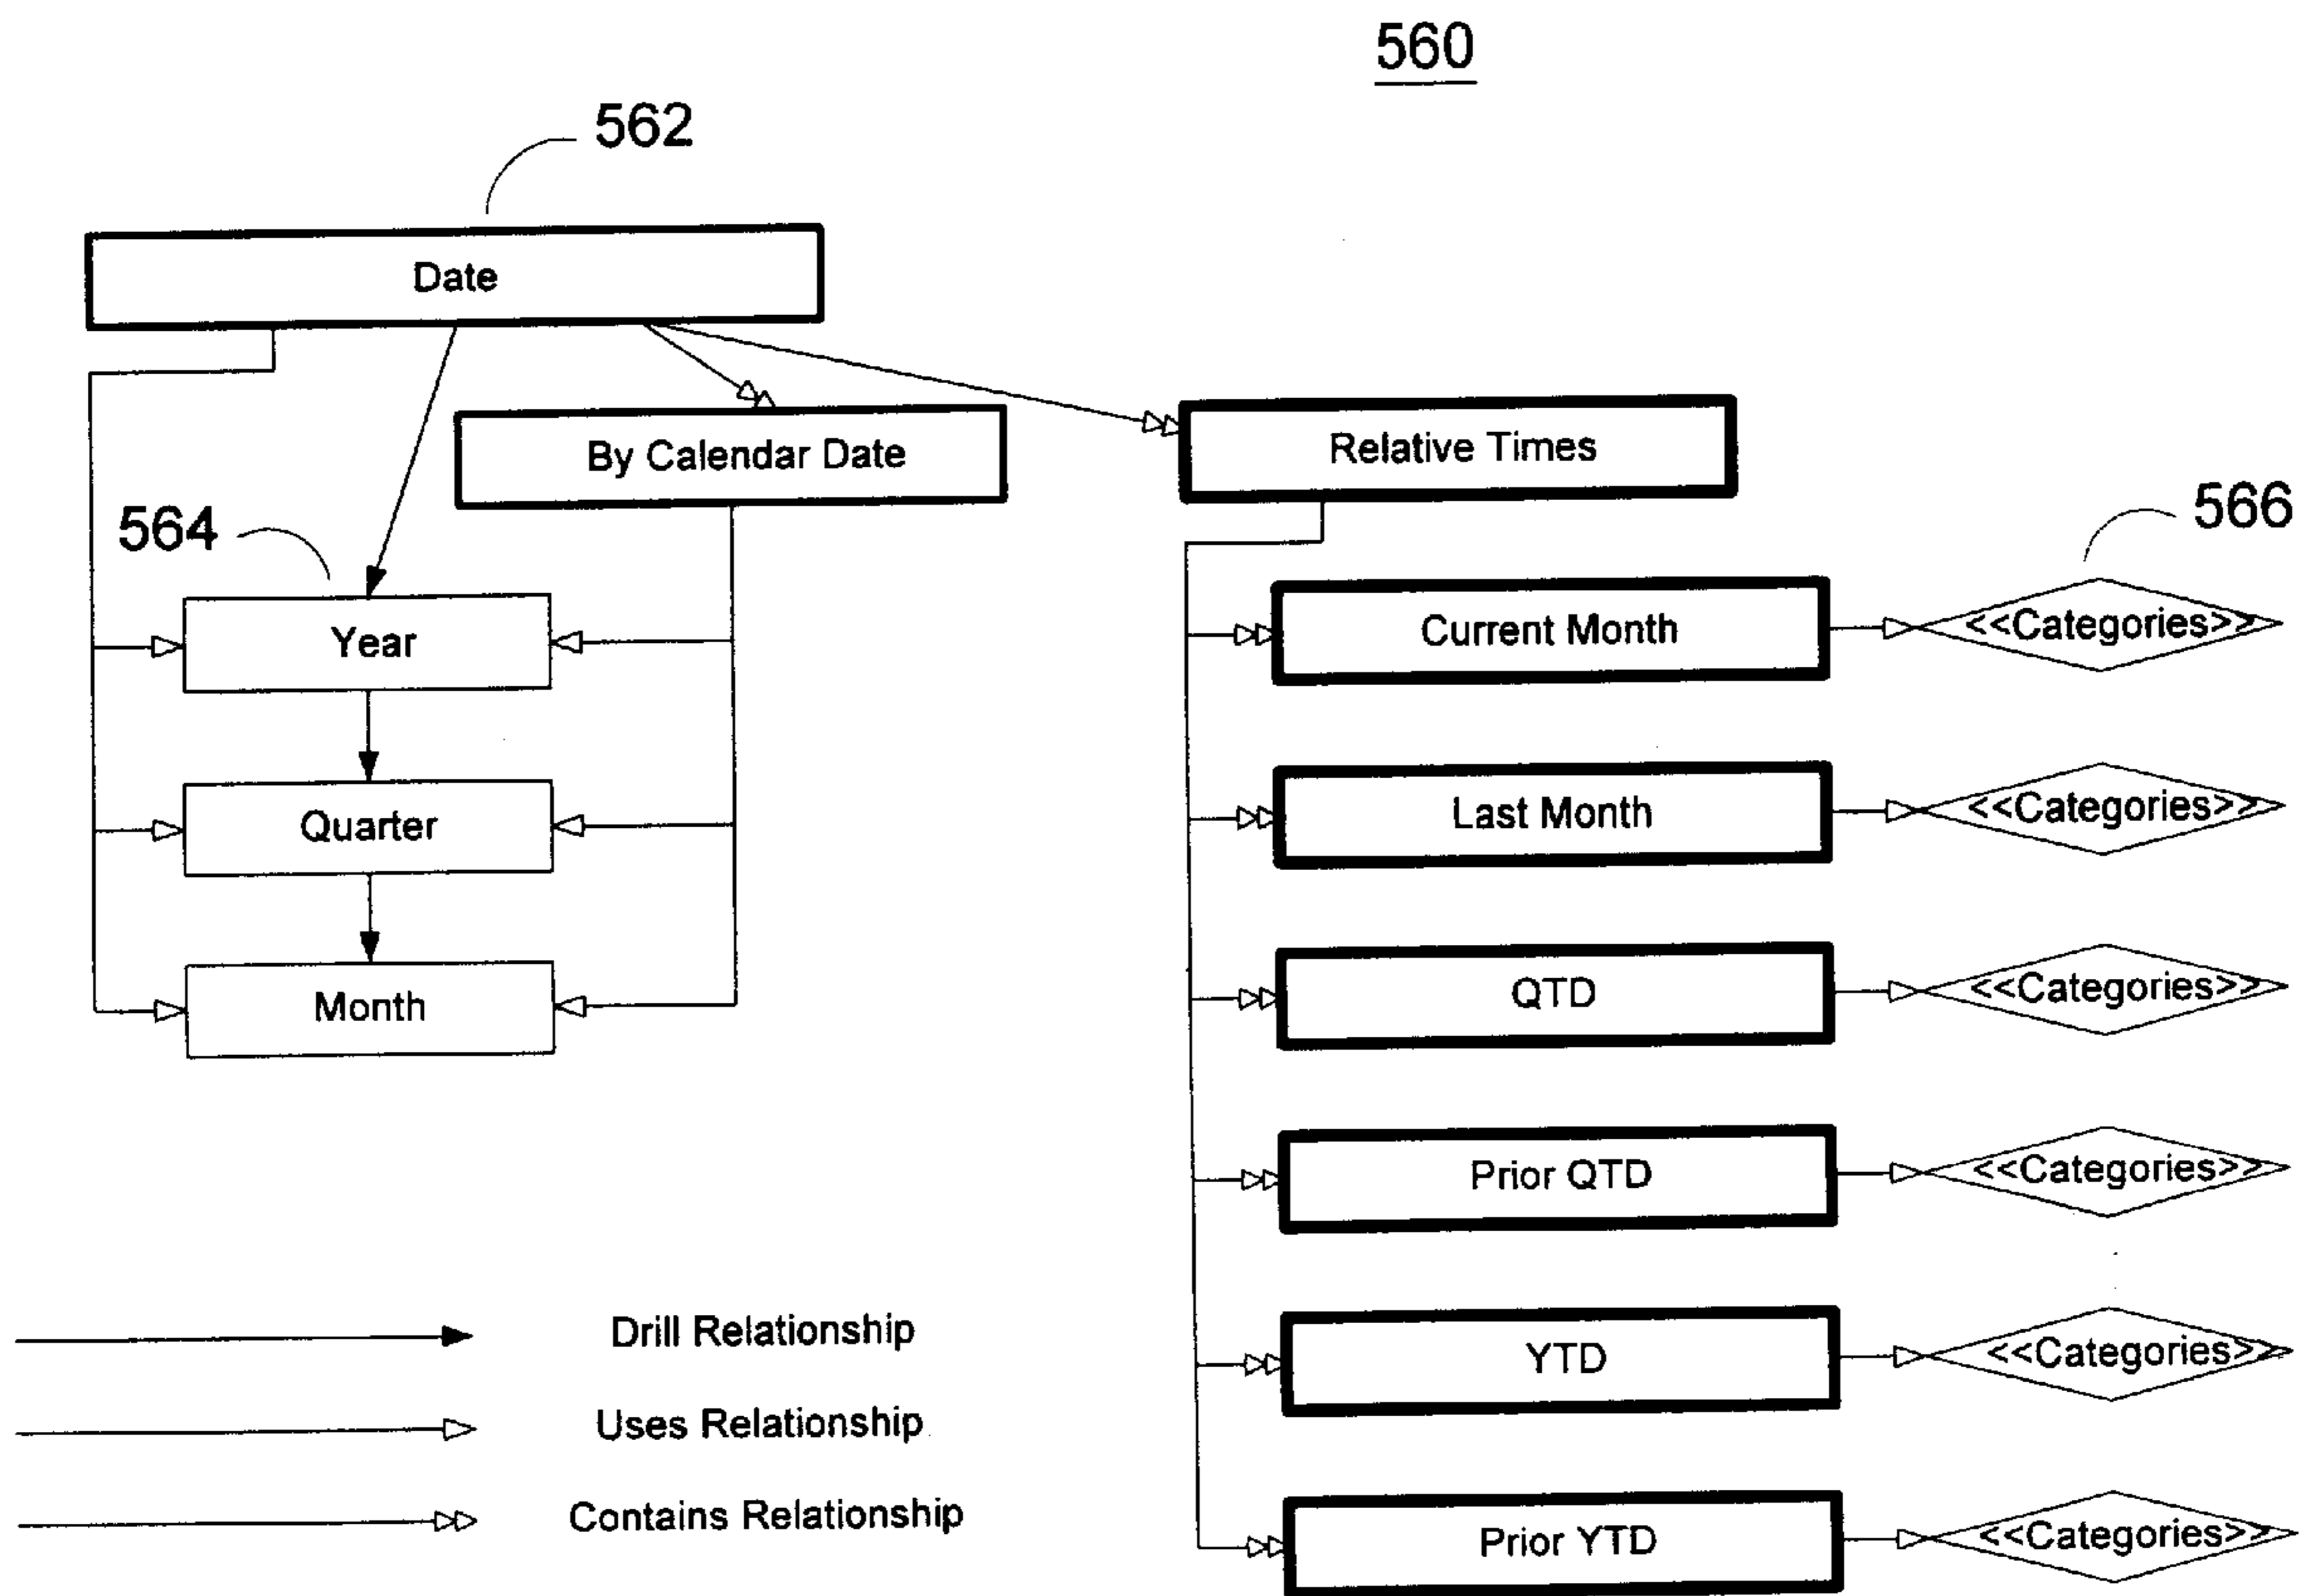 560
562
Date
By Calendar Date
Relative Times
564
566
Year
Current Month
<<Categories>>
Quarter
Last Month
<<Categories>>
Month
QTD
<<Categories>>
Prior QTD
<<Categories>>
Drill Relationship
YTD
<<Categories>>
Uses Relationship
Contains Relationship
Prior YTD
<<Categories>>